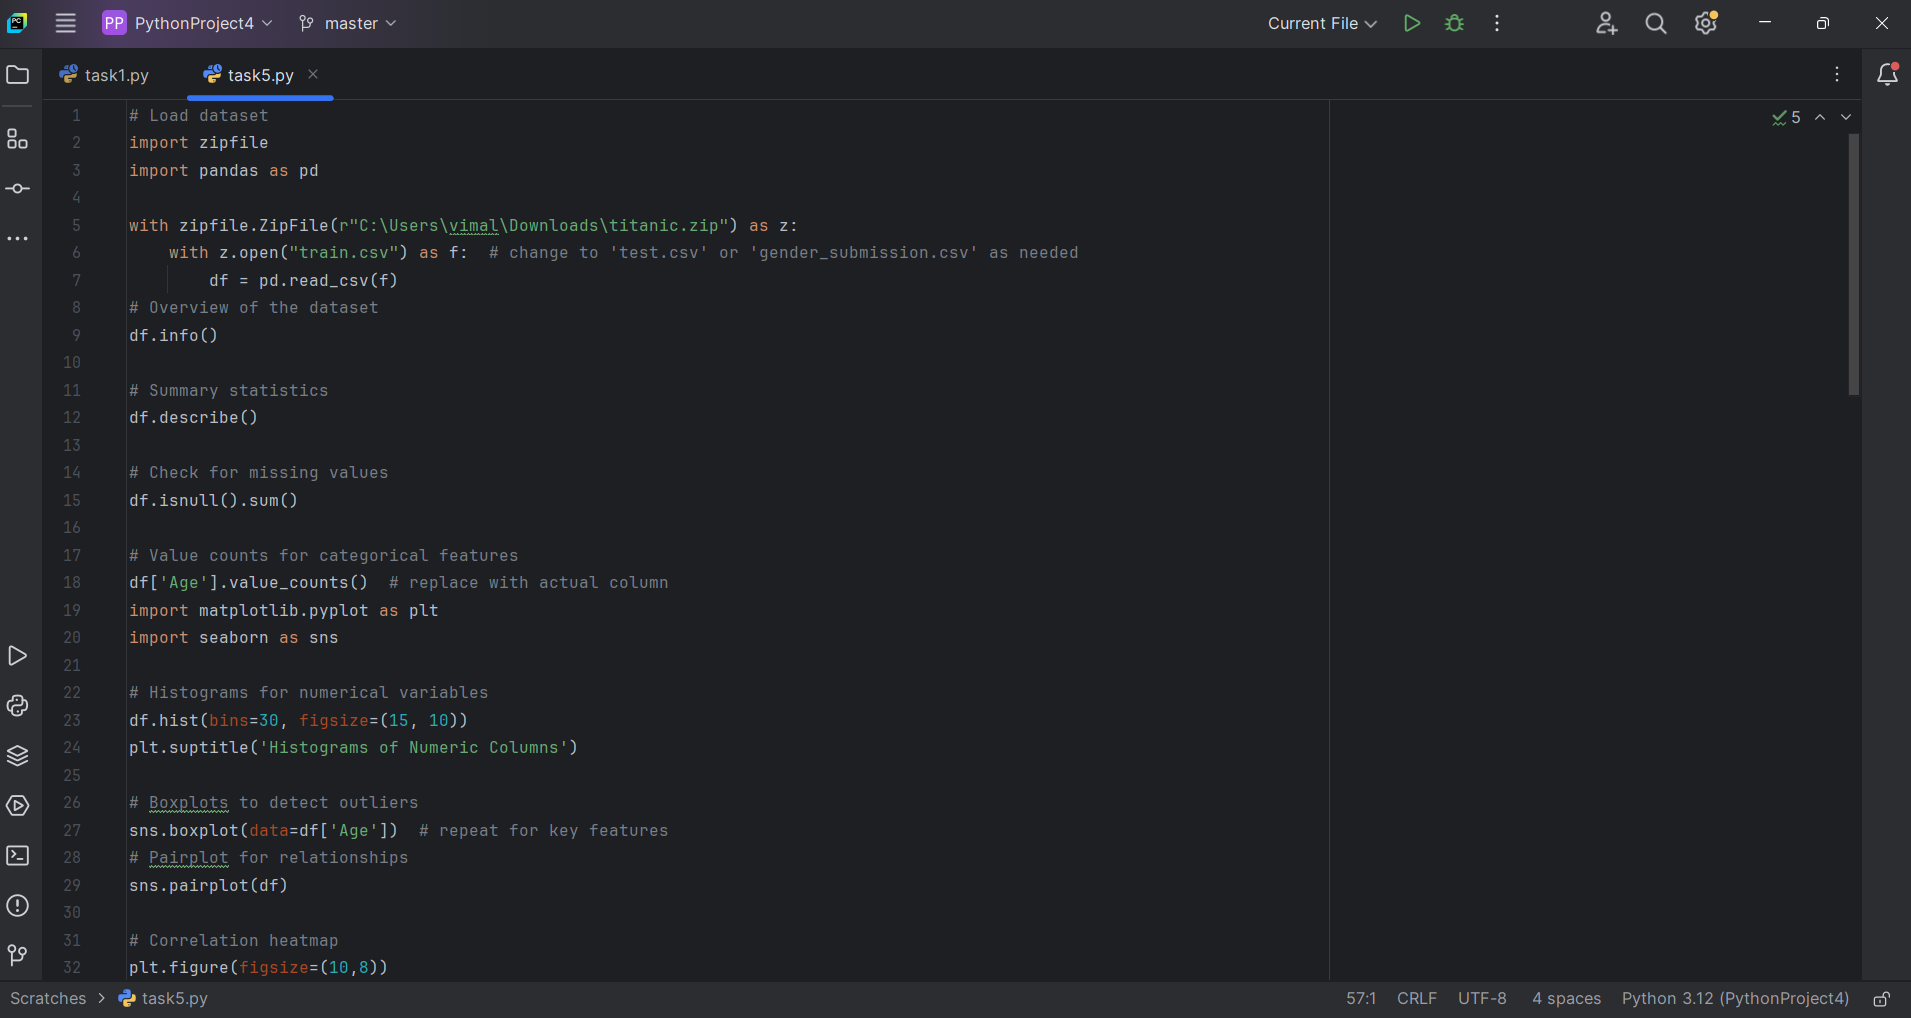 PP PythonProject4 master Current File
task1.py task5.py
5
1 # Load dataset
2 import zipfile
3 import pandas as pd
4
5 with zipfile.ZipFile(r"C:\Users\vimal\Downloads\titanic.zip") as z:
6     with z.open("train.csv") as f:  # change to 'test.csv' or 'gender_submission.csv' as needed
7         df = pd.read_csv(f)
8 # Overview of the dataset
9 df.info()
10
11 # Summary statistics
12 df.describe()
13
14 # Check for missing values
15 df.isnull().sum()
16
17 # Value counts for categorical features
18 df['Age'].value_counts()  # replace with actual column
19 import matplotlib.pyplot as plt
20 import seaborn as sns
21
22 # Histograms for numerical variables
23 df.hist(bins=30, figsize=(15, 10))
24 plt.suptitle('Histograms of Numeric Columns')
25
26 # Boxplots to detect outliers
27 sns.boxplot(data=df['Age'])  # repeat for key features
28 # Pairplot for relationships
29 sns.pairplot(df)
30
31 # Correlation heatmap
32 plt.figure(figsize=(10,8))
Scratches > task5.py 57:1 CRLF UTF-8 4 spaces Python 3.12 (PythonProject4)